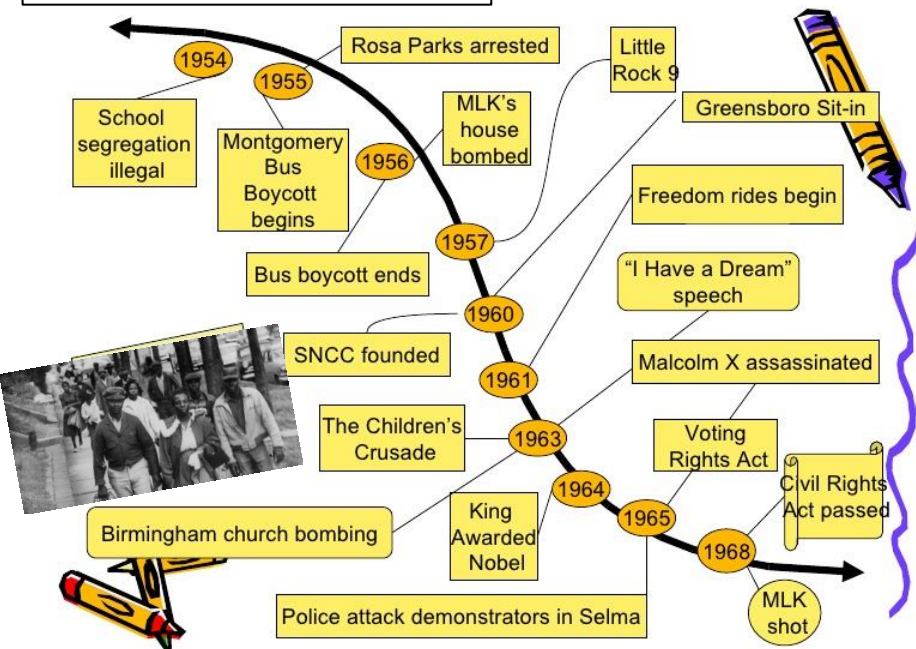 1954
School
segregation
illegal
1955
Rosa Parks arrested
Montgomery
Bus
Boycott
begins
1956
MLK's
house
bombed
Bus boycott ends
1957
Little
Rock 9
1960
Greensboro Sit-in
SNCC founded
1961
Freedom rides begin
1963
“I Have a Dream”
speech
The Children's
Crusade
Birmingham church bombing
1964
King
Awarded
Nobel
1965
Malcolm X assassinated
Voting
Rights Act
Police attack demonstrators in Selma
1968
Civil Rights
Act passed
MLK
shot